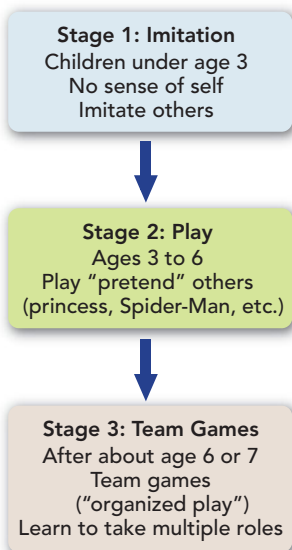 Stage 1: Imitation
Children under age 3
No sense of self
Imitate others
Stage 2: Play
Ages 3 to 6
Play “pretend” others
(princess, Spider-Man, etc.)
Stage 3: Team Games
After about age 6 or 7
Team games
(“organized play”)
Learn to take multiple roles